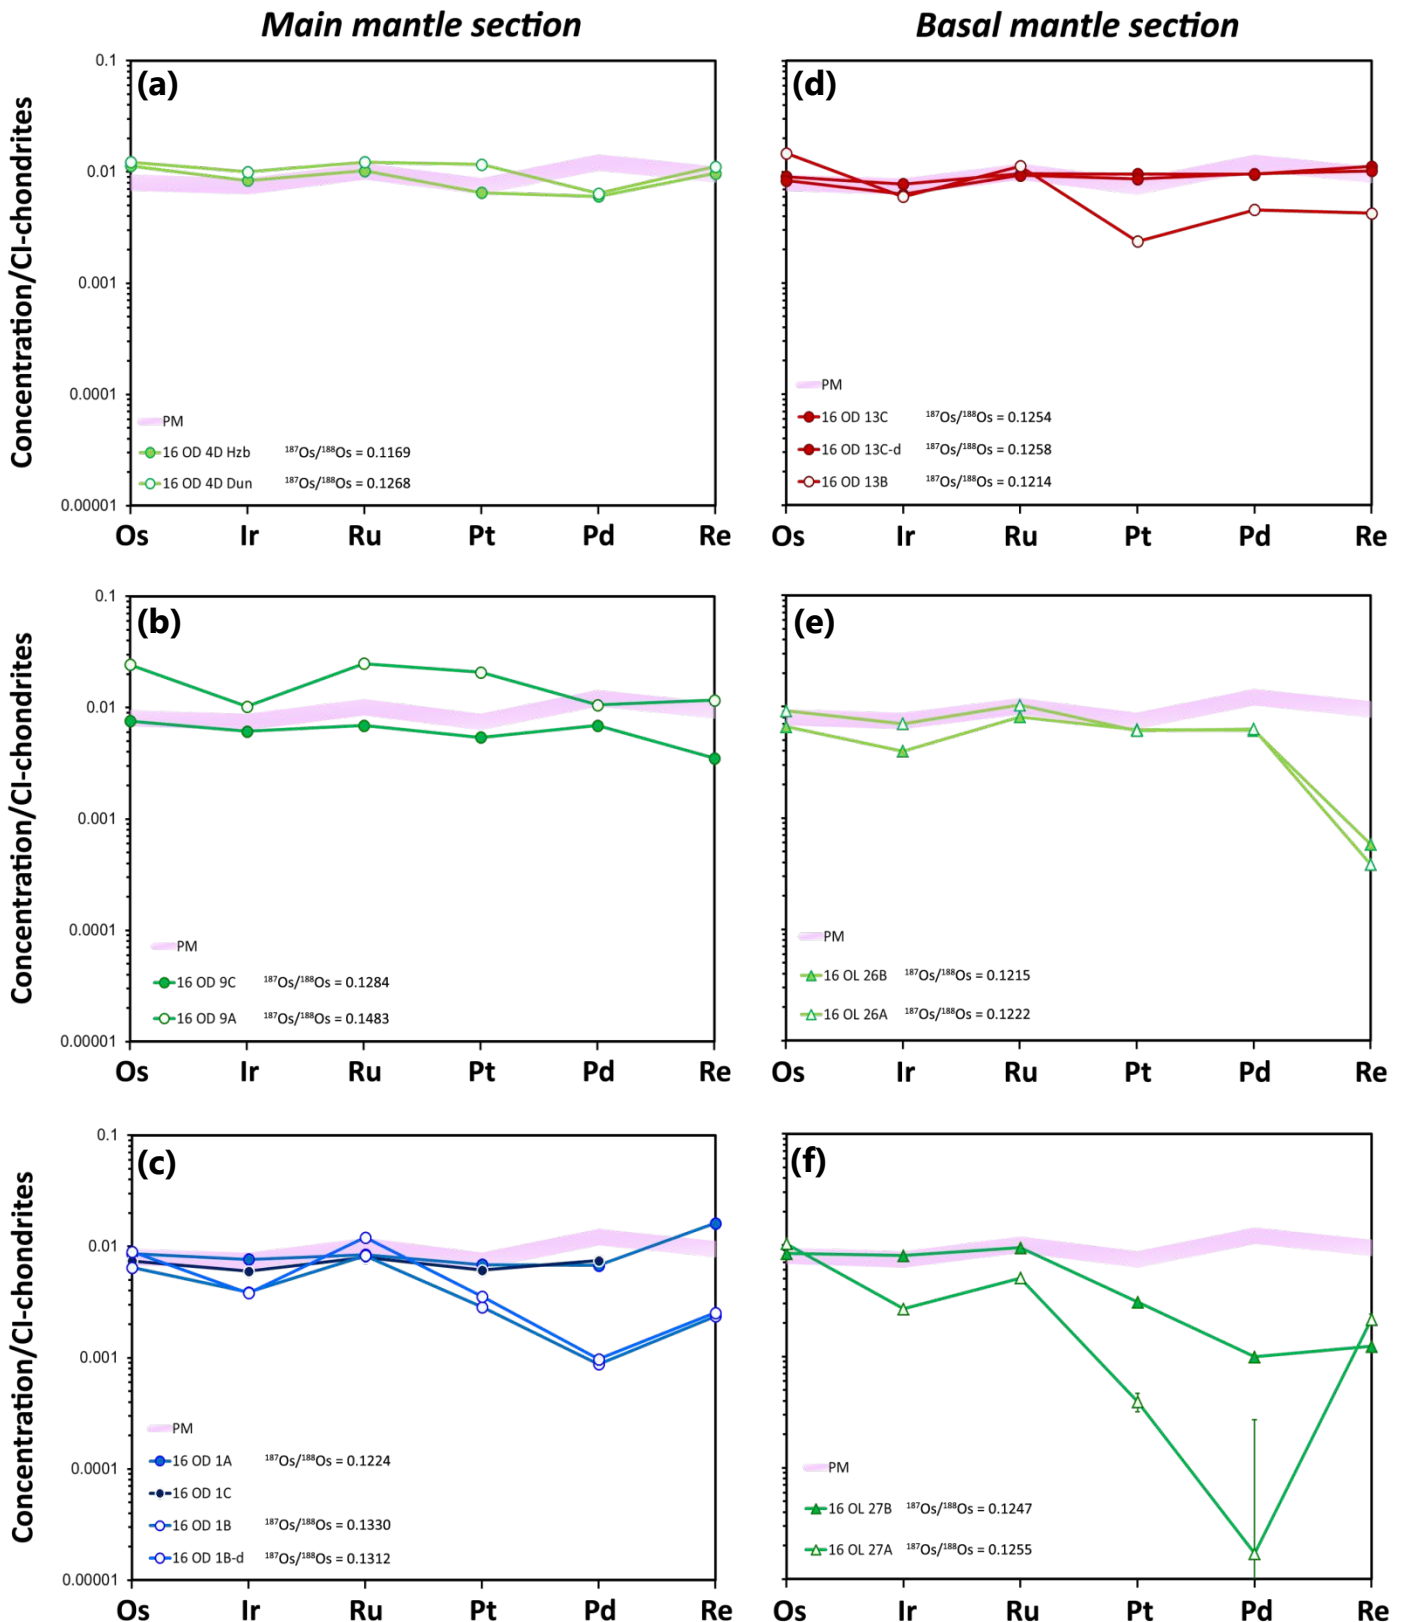 Main mantle section
Basal mantle section
Concentration/CI-chondrites
(a)
0.1
0.01
0.001
0.0001
0.00001
PM
16 OD 4D Hzb ¹⁸⁷Os/¹⁸⁸Os = 0.1169
16 OD 4D Dun ¹⁸⁷Os/¹⁸⁸Os = 0.1268
Os Ir Ru Pt Pd Re
(d)
PM
16 OD 13C ¹⁸⁷Os/¹⁸⁸Os = 0.1254
16 OD 13C-d ¹⁸⁷Os/¹⁸⁸Os = 0.1258
16 OD 13B ¹⁸⁷Os/¹⁸⁸Os = 0.1214
Os Ir Ru Pt Pd Re
Concentration/CI-chondrites
(b)
0.1
0.01
0.001
0.0001
0.00001
PM
16 OD 9C ¹⁸⁷Os/¹⁸⁸Os = 0.1284
16 OD 9A ¹⁸⁷Os/¹⁸⁸Os = 0.1483
Os Ir Ru Pt Pd Re
(e)
PM
16 OL 26B ¹⁸⁷Os/¹⁸⁸Os = 0.1215
16 OL 26A ¹⁸⁷Os/¹⁸⁸Os = 0.1222
Os Ir Ru Pt Pd Re
Concentration/CI-chondrites
(c)
0.1
0.01
0.001
0.0001
0.00001
PM
16 OD 1A ¹⁸⁷Os/¹⁸⁸Os = 0.1224
16 OD 1C
16 OD 1B ¹⁸⁷Os/¹⁸⁸Os = 0.1330
16 OD 1B-d ¹⁸⁷Os/¹⁸⁸Os = 0.1312
Os Ir Ru Pt Pd Re
(f)
PM
16 OL 27B ¹⁸⁷Os/¹⁸⁸Os = 0.1247
16 OL 27A ¹⁸⁷Os/¹⁸⁸Os = 0.1255
Os Ir Ru Pt Pd Re